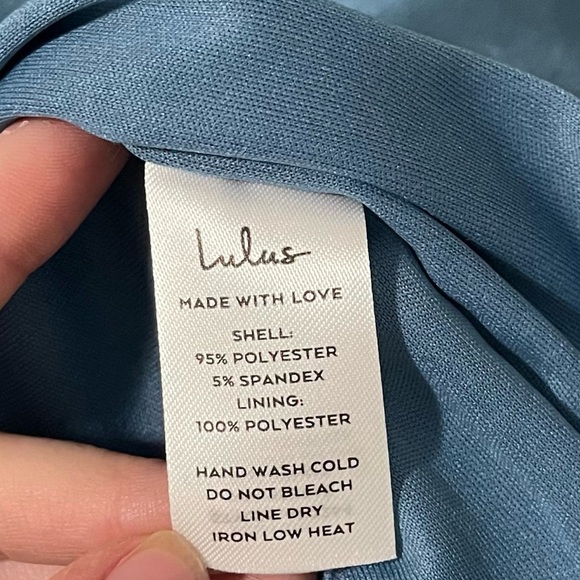 Lulus
MADE WITH LOVE
SHELL:
95% POLYESTER
5% SPANDEX
LINING:
100% POLYESTER
HAND WASH COLD
DO NOT BLEACH
LINE DRY
IRON LOW HEAT